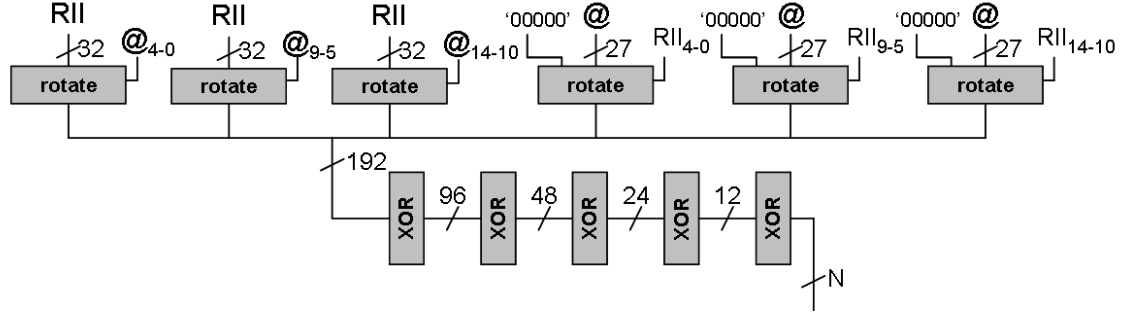 RII RII RII '00000' @ '00000' @ '00000' @
32 @4-0 32 @9-5 32 @14-10 27 RII4-0 27 RII9-5 27 RII14-10
rotate rotate rotate rotate rotate rotate
192
XOR 96 XOR 48 XOR 24 XOR 12 XOR
N